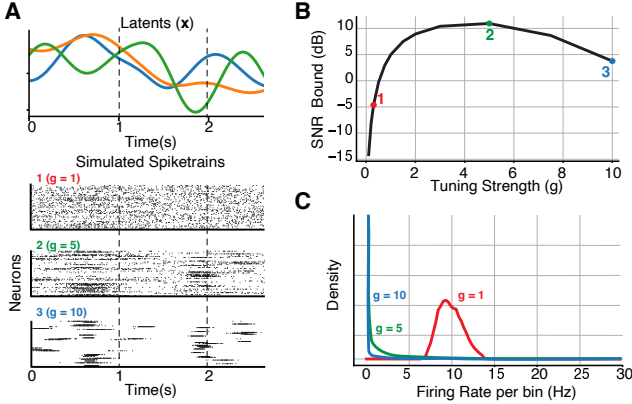 A
Latents (x)
0
1
2
Time(s)
Simulated Spiketrains
1 (g = 1)
2 (g = 5)
3 (g = 10)
Neurons
0
1
2
Time(s)
B
SNR Bound (dB)
10
5
0
−5
−10
−15
1
2
3
0
2
4
6
8
10
Tuning Strength (g)
C
Density
g = 10
g = 5
g = 1
0
5
10
15
20
25
30
Firing Rate per bin (Hz)